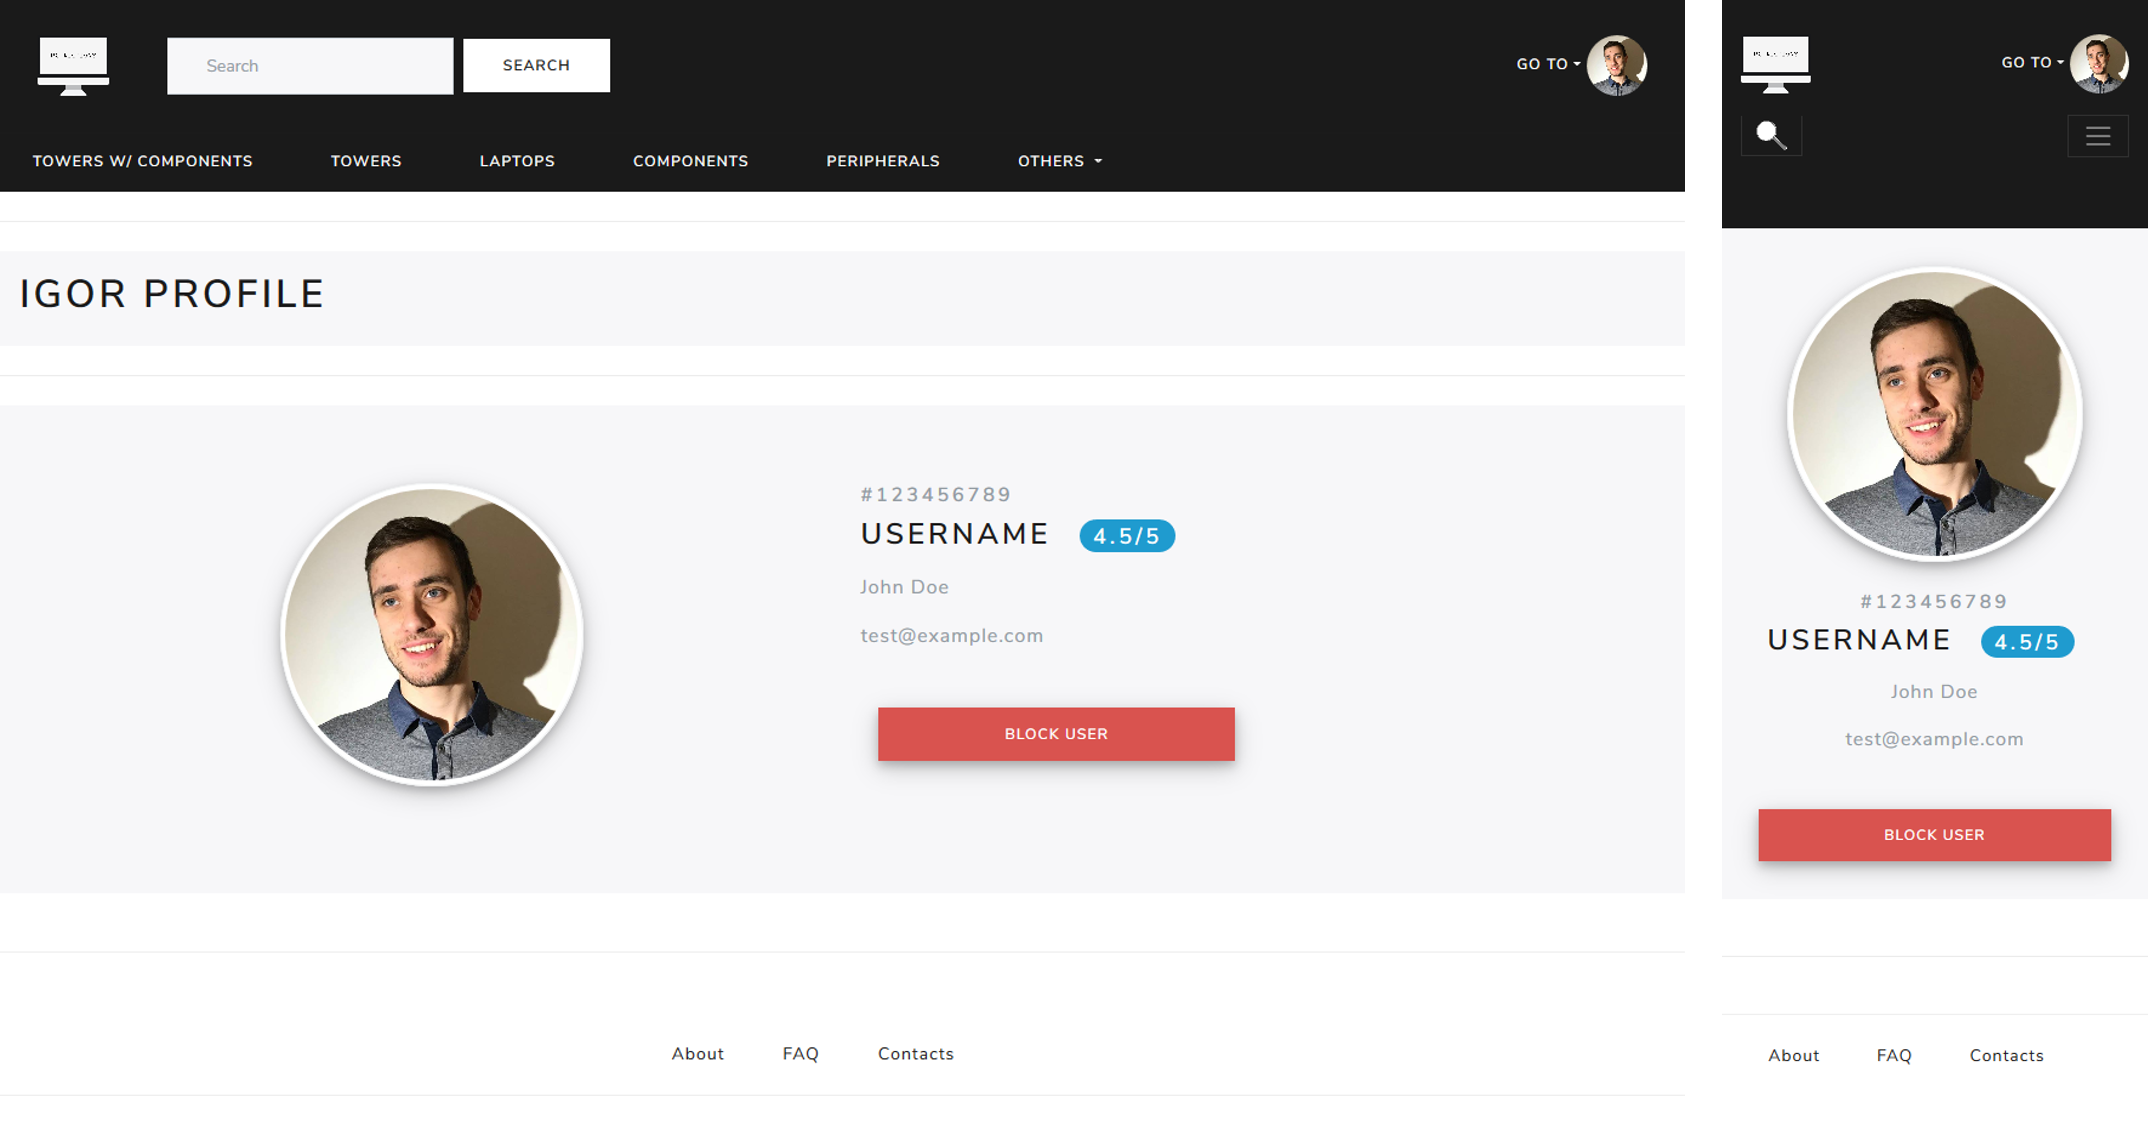 Search
SEARCH
GO TO
TOWERS W/ COMPONENTS
TOWERS
LAPTOPS
COMPONENTS
PERIPHERALS
OTHERS
IGOR PROFILE
#123456789
USERNAME 4.5/5
John Doe
test@example.com
BLOCK USER
About
FAQ
Contacts
GO TO
#123456789
USERNAME 4.5/5
John Doe
test@example.com
BLOCK USER
About
FAQ
Contacts